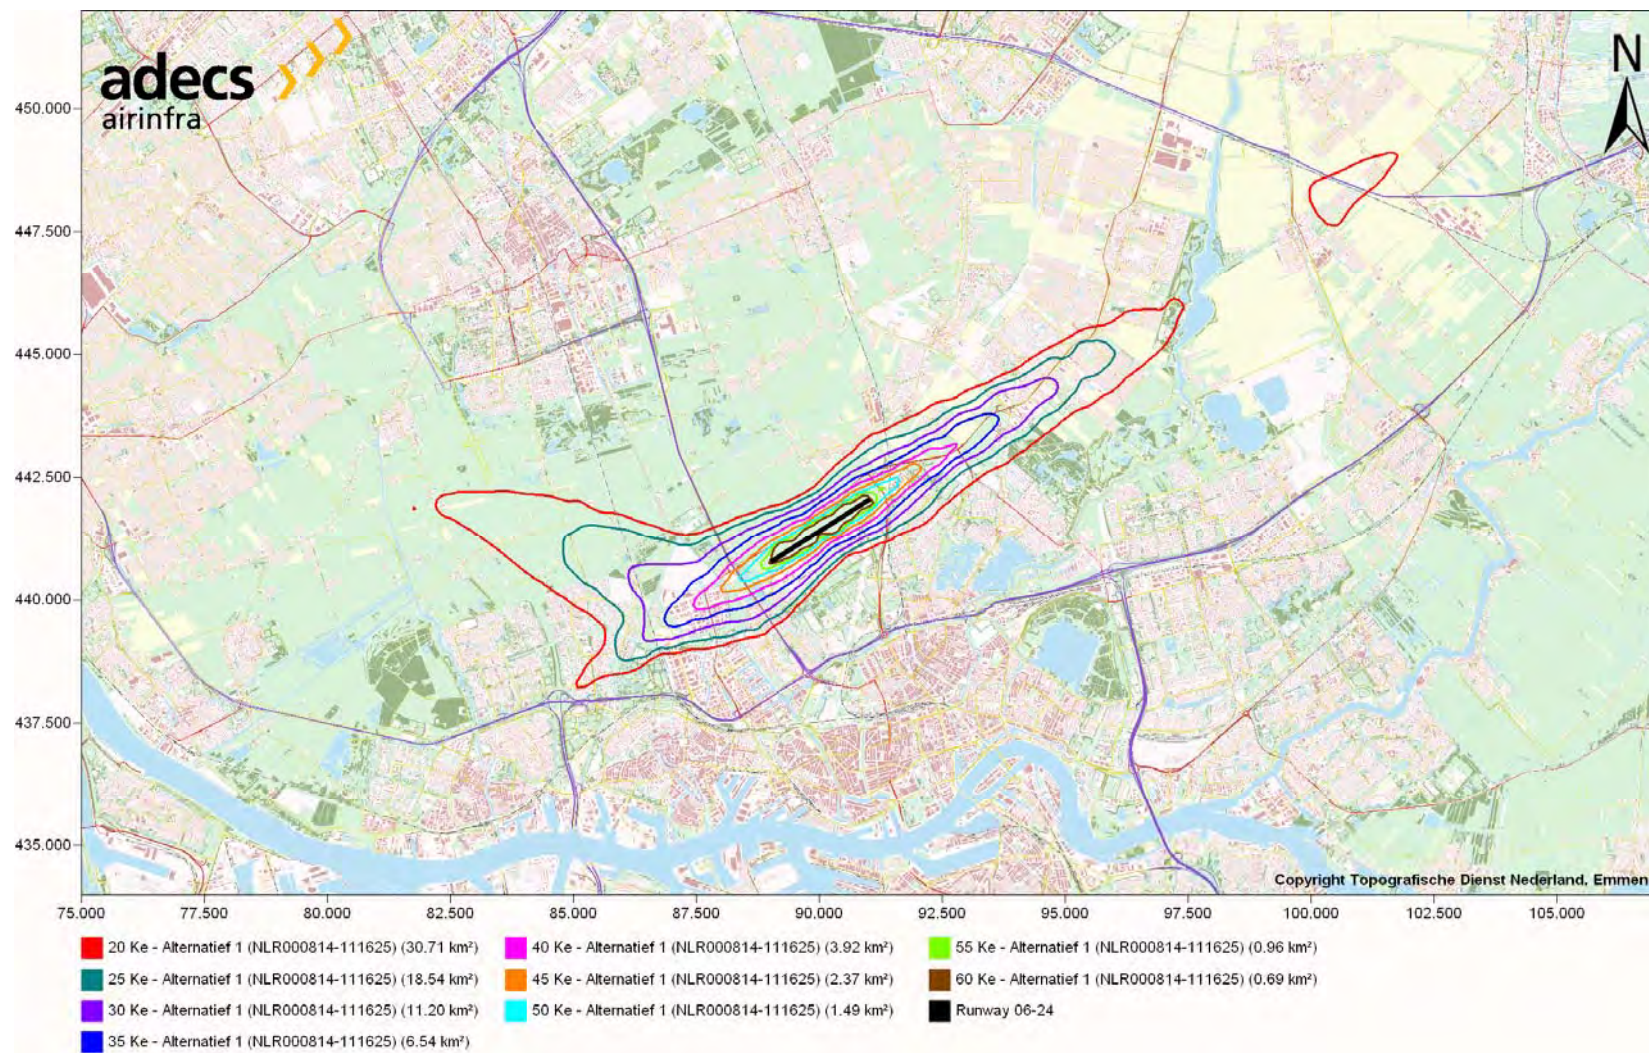 adecs
airinfra
N
450.000
447.500
445.000
442.500
440.000
437.500
435.000
Copyright Topografische Dienst Nederland, Emmen
75.000 77.500 80.000 82.500 85.000 87.500 90.000 92.500 95.000 97.500 100.000 102.500 105.000
20 Ke - Alternatief 1 (NLR000814-111625) (30.71 km²)
25 Ke - Alternatief 1 (NLR000814-111625) (18.54 km²)
30 Ke - Alternatief 1 (NLR000814-111625) (11.20 km²)
35 Ke - Alternatief 1 (NLR000814-111625) (6.54 km²)
40 Ke - Alternatief 1 (NLR000814-111625) (3.92 km²)
45 Ke - Alternatief 1 (NLR000814-111625) (2.37 km²)
50 Ke - Alternatief 1 (NLR000814-111625) (1.49 km²)
55 Ke - Alternatief 1 (NLR000814-111625) (0.96 km²)
60 Ke - Alternatief 1 (NLR000814-111625) (0.69 km²)
Runway 06-24